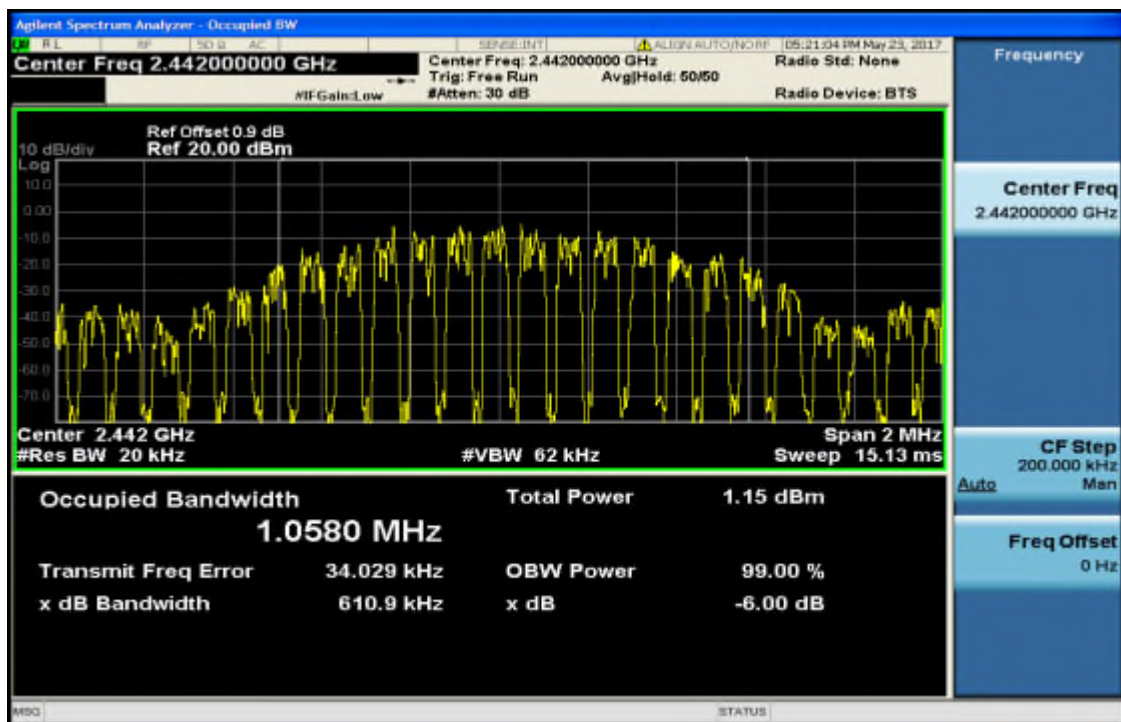 Agilent Spectrum Analyzer - Occupied BW
RL RF 50 Ω AC SENSE:INT ALIGN AUTO/NO RF 05:21:04 PM May 23, 2017
Center Freq 2.442000000 GHz
Center Freq: 2.442000000 GHz
Radio Std: None
Trig: Free Run Avg|Hold: 50/50
#IFGain:Low
#Atten: 30 dB
Radio Device: BTS
Ref Offset 0.9 dB
10 dB/div Ref 20.00 dBm
Log
10.0
0.00
-10.0
-20.0
-30.0
-40.0
-50.0
-60.0
-70.0
Center 2.442 GHz Span 2 MHz
#Res BW 20 kHz #VBW 62 kHz Sweep 15.13 ms
Occupied Bandwidth Total Power 1.15 dBm
1.0580 MHz
Transmit Freq Error 34.029 kHz OBW Power 99.00 %
x dB Bandwidth 610.9 kHz x dB -6.00 dB
Frequency
Center Freq
2.442000000 GHz
CF Step
200.000 kHz
Auto Man
Freq Offset
0 Hz
MSG STATUS